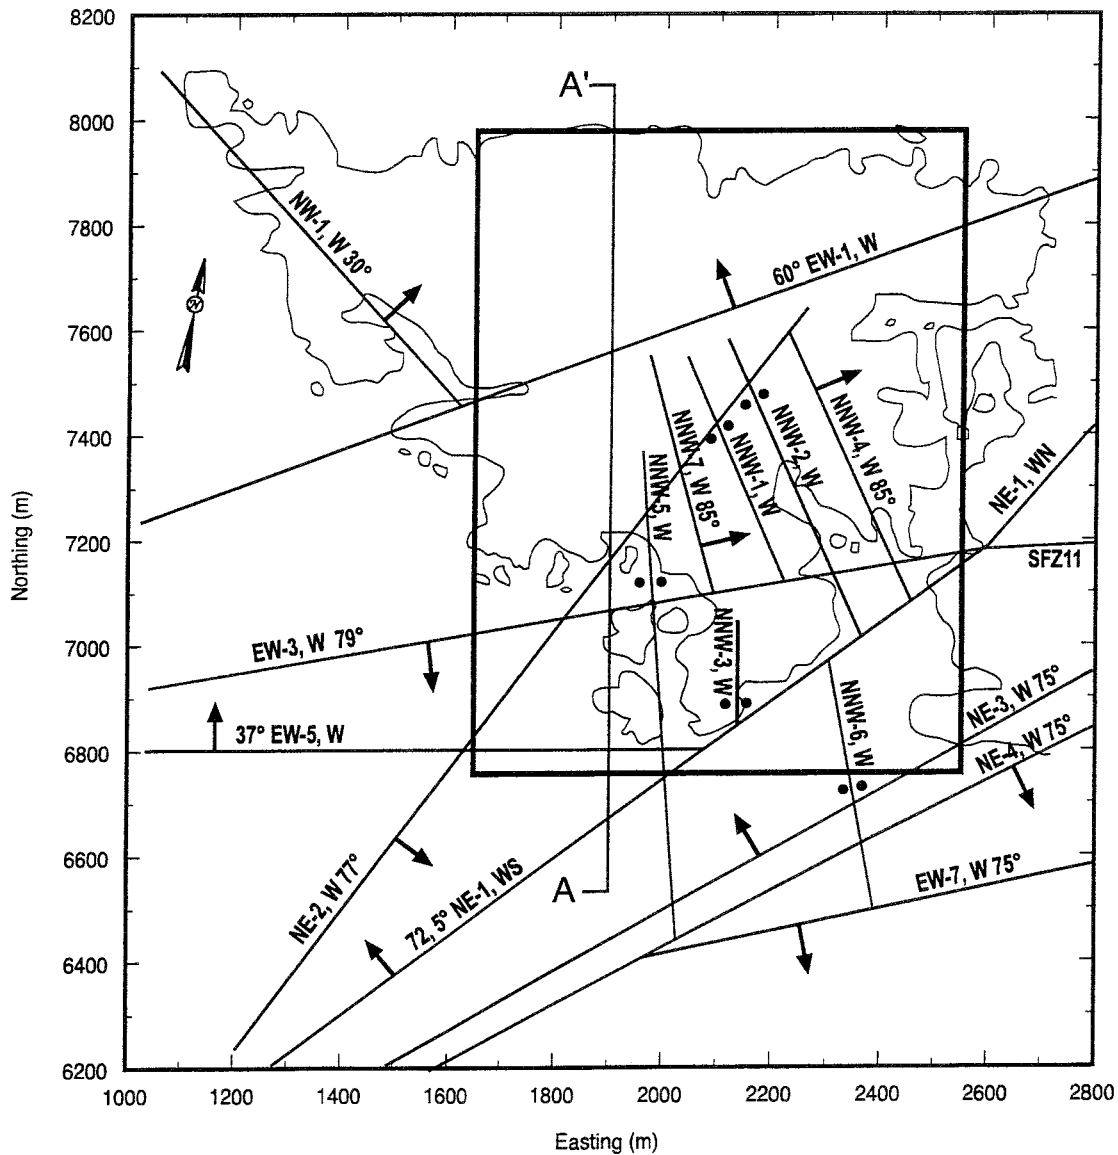 8200
8000
7800
7600
7400
7200
7000
6800
6600
6400
6200
Northing (m)
1000
1200
1400
1600
1800
2000
2200
2400
2600
2800
Easting (m)
A'
A
N
NW-1, W 30°
60° EW-1, W
NNW-7, W 85°
NNW-1, W
NNW-2, W
NNW-4, W 85°
NNW-5, W
NE-1, WN
SFZ11
EW-3, W 79°
NNW-3, W
37° EW-5, W
NNW-6, W
NE-3, W 75°
NE-4, W 75°
NE-2, W 77°
72, 5° NE-1, WS
EW-7, W 75°